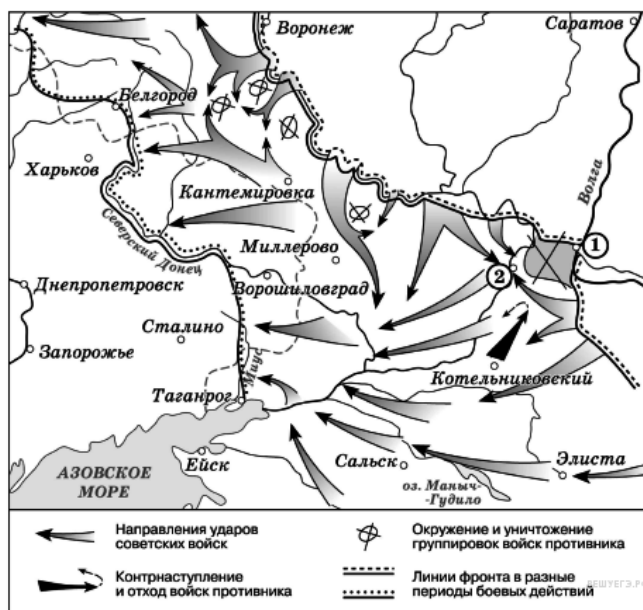 Воронеж
Саратов
Белгород
Харьков
Кантемировка
Волга
Северский Донец
Миллерово
1
2
Днепропетровск
Ворошиловград
Сталино
Запорожье
Миус
Котельниковский
Таганрог
АЗОВСКОЕ
МОРЕ
Ейск
Сальск
Элиста
оз. Маныч-
-Гудило
Направления ударов
советских войск
Окружение и уничтожение
группировок войск противника
Контрнаступление
и отход войск противника
Линии фронта в разные
периоды боевых действий
РЕШУЕГЭ.РФ